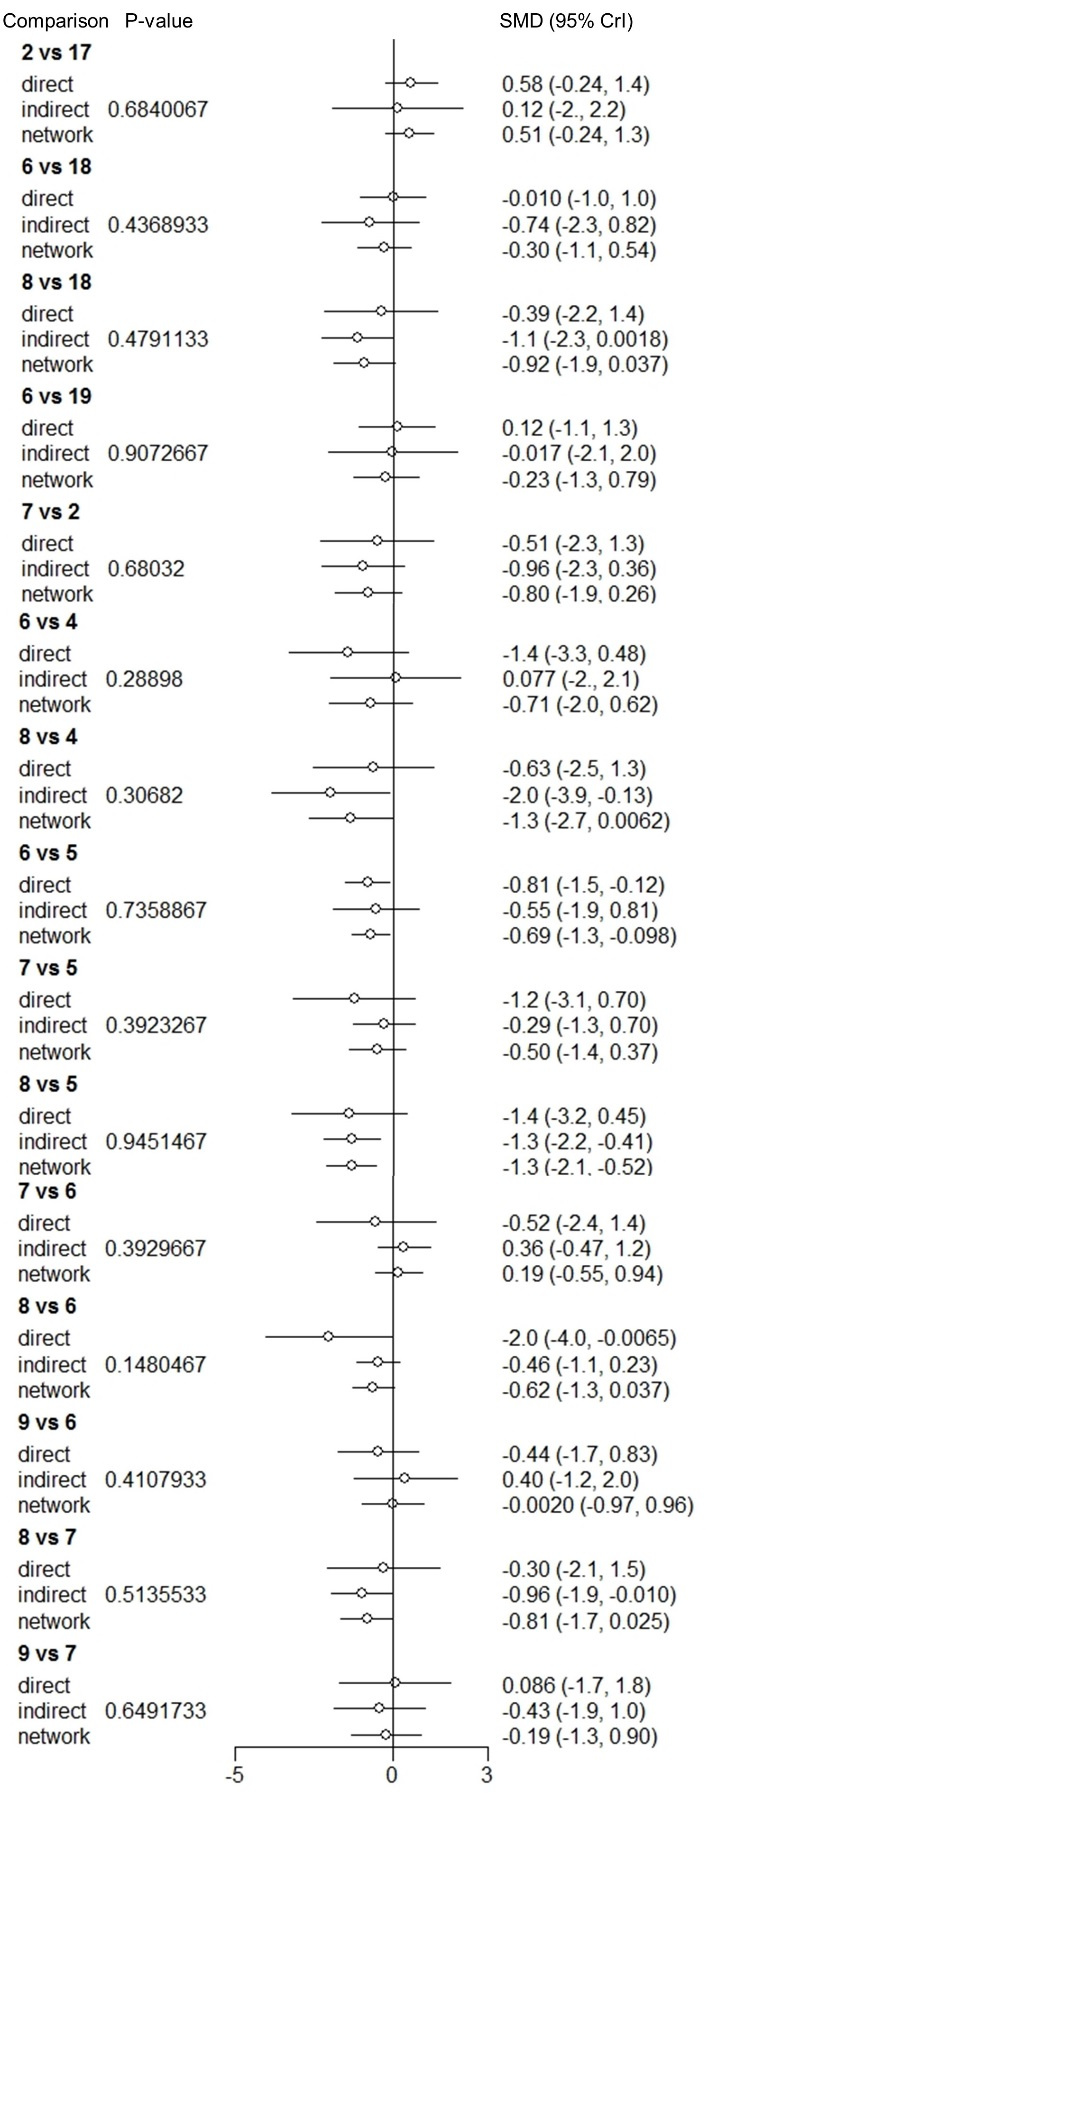 Comparison P-value SMD (95% CrI)
2 vs 17
direct 0.58 (-0.24, 1.4)
indirect 0.6840067 0.12 (-2., 2.2)
network 0.51 (-0.24, 1.3)
6 vs 18
direct -0.010 (-1.0, 1.0)
indirect 0.4368933 -0.74 (-2.3, 0.82)
network -0.30 (-1.1, 0.54)
8 vs 18
direct -0.39 (-2.2, 1.4)
indirect 0.4791133 -1.1 (-2.3, 0.0018)
network -0.92 (-1.9, 0.037)
6 vs 19
direct 0.12 (-1.1, 1.3)
indirect 0.9072667 -0.017 (-2.1, 2.0)
network -0.23 (-1.3, 0.79)
7 vs 2
direct -0.51 (-2.3, 1.3)
indirect 0.68032 -0.96 (-2.3, 0.36)
network -0.80 (-1.9, 0.26)
6 vs 4
direct -1.4 (-3.3, 0.48)
indirect 0.28898 0.077 (-2., 2.1)
network -0.71 (-2.0, 0.62)
8 vs 4
direct -0.63 (-2.5, 1.3)
indirect 0.30682 -2.0 (-3.9, -0.13)
network -1.3 (-2.7, 0.0062)
6 vs 5
direct -0.81 (-1.5, -0.12)
indirect 0.7358867 -0.55 (-1.9, 0.81)
network -0.69 (-1.3, -0.098)
7 vs 5
direct -1.2 (-3.1, 0.70)
indirect 0.3923267 -0.29 (-1.3, 0.70)
network -0.50 (-1.4, 0.37)
8 vs 5
direct -1.4 (-3.2, 0.45)
indirect 0.9451467 -1.3 (-2.2, -0.41)
network -1.3 (-2.1, -0.52)
7 vs 6
direct -0.52 (-2.4, 1.4)
indirect 0.3929667 0.36 (-0.47, 1.2)
network 0.19 (-0.55, 0.94)
8 vs 6
direct -2.0 (-4.0, -0.0065)
indirect 0.1480467 -0.46 (-1.1, 0.23)
network -0.62 (-1.3, 0.037)
9 vs 6
direct -0.44 (-1.7, 0.83)
indirect 0.4107933 0.40 (-1.2, 2.0)
network -0.0020 (-0.97, 0.96)
8 vs 7
direct -0.30 (-2.1, 1.5)
indirect 0.5135533 -0.96 (-1.9, -0.010)
network -0.81 (-1.7, 0.025)
9 vs 7
direct 0.086 (-1.7, 1.8)
indirect 0.6491733 -0.43 (-1.9, 1.0)
network -0.19 (-1.3, 0.90)
-5 0 3